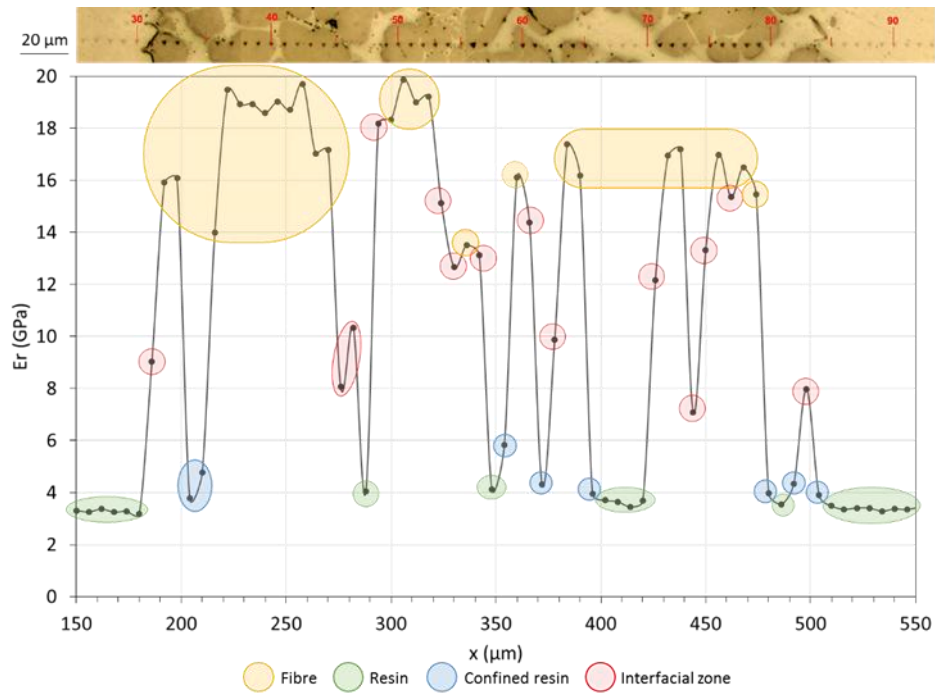 30 40 50 60 70 80 90
20 μm
20
18
16
14
12
10
8
6
4
2
0
Er (GPa)
150 200 250 300 350 400 450 500 550
x (μm)
Fibre Resin Confined resin Interfacial zone